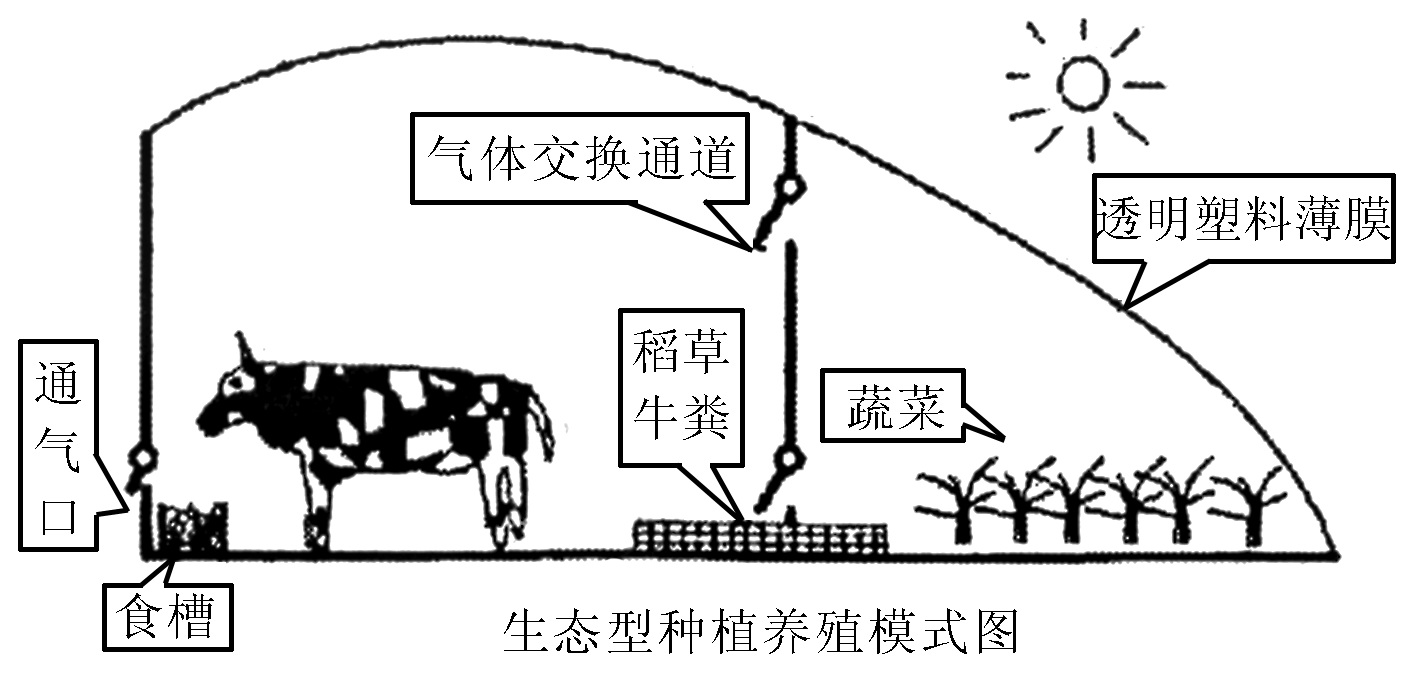 气体交换通道
透明塑料薄膜
稻草
牛粪
蔬菜
通
气
口
食槽
生态型种植养殖模式图